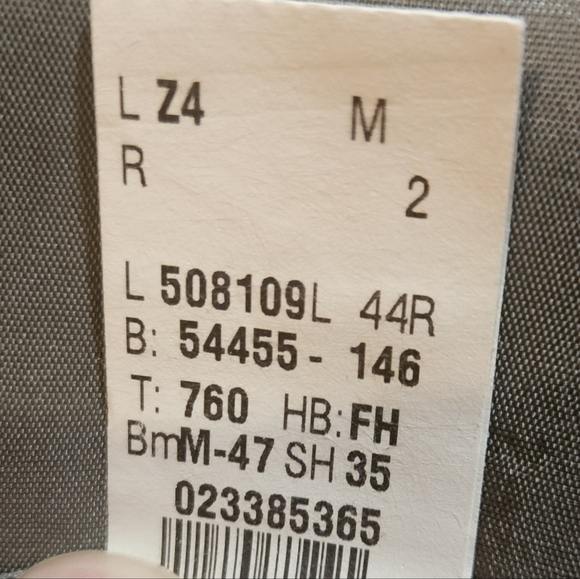 L Z4 M
R 2
L 508109L 44R
B: 54455- 146
T: 760 HB:FH
BmM-47 SH 35
023385365